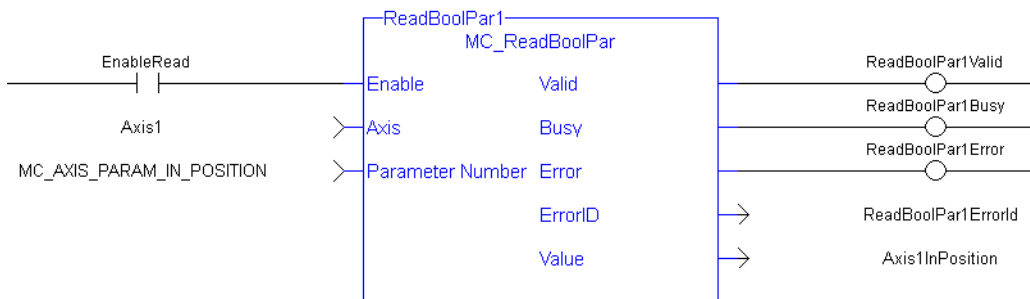 ReadBoolPar1
MC_ReadBoolPar
EnableRead
Enable
Valid
ReadBoolPar1Valid
Axis1
Axis
Busy
ReadBoolPar1Busy
MC_AXIS_PARAM_IN_POSITION
Parameter Number
Error
ReadBoolPar1Error
ErrorID
ReadBoolPar1ErrorId
Value
Axis1InPosition